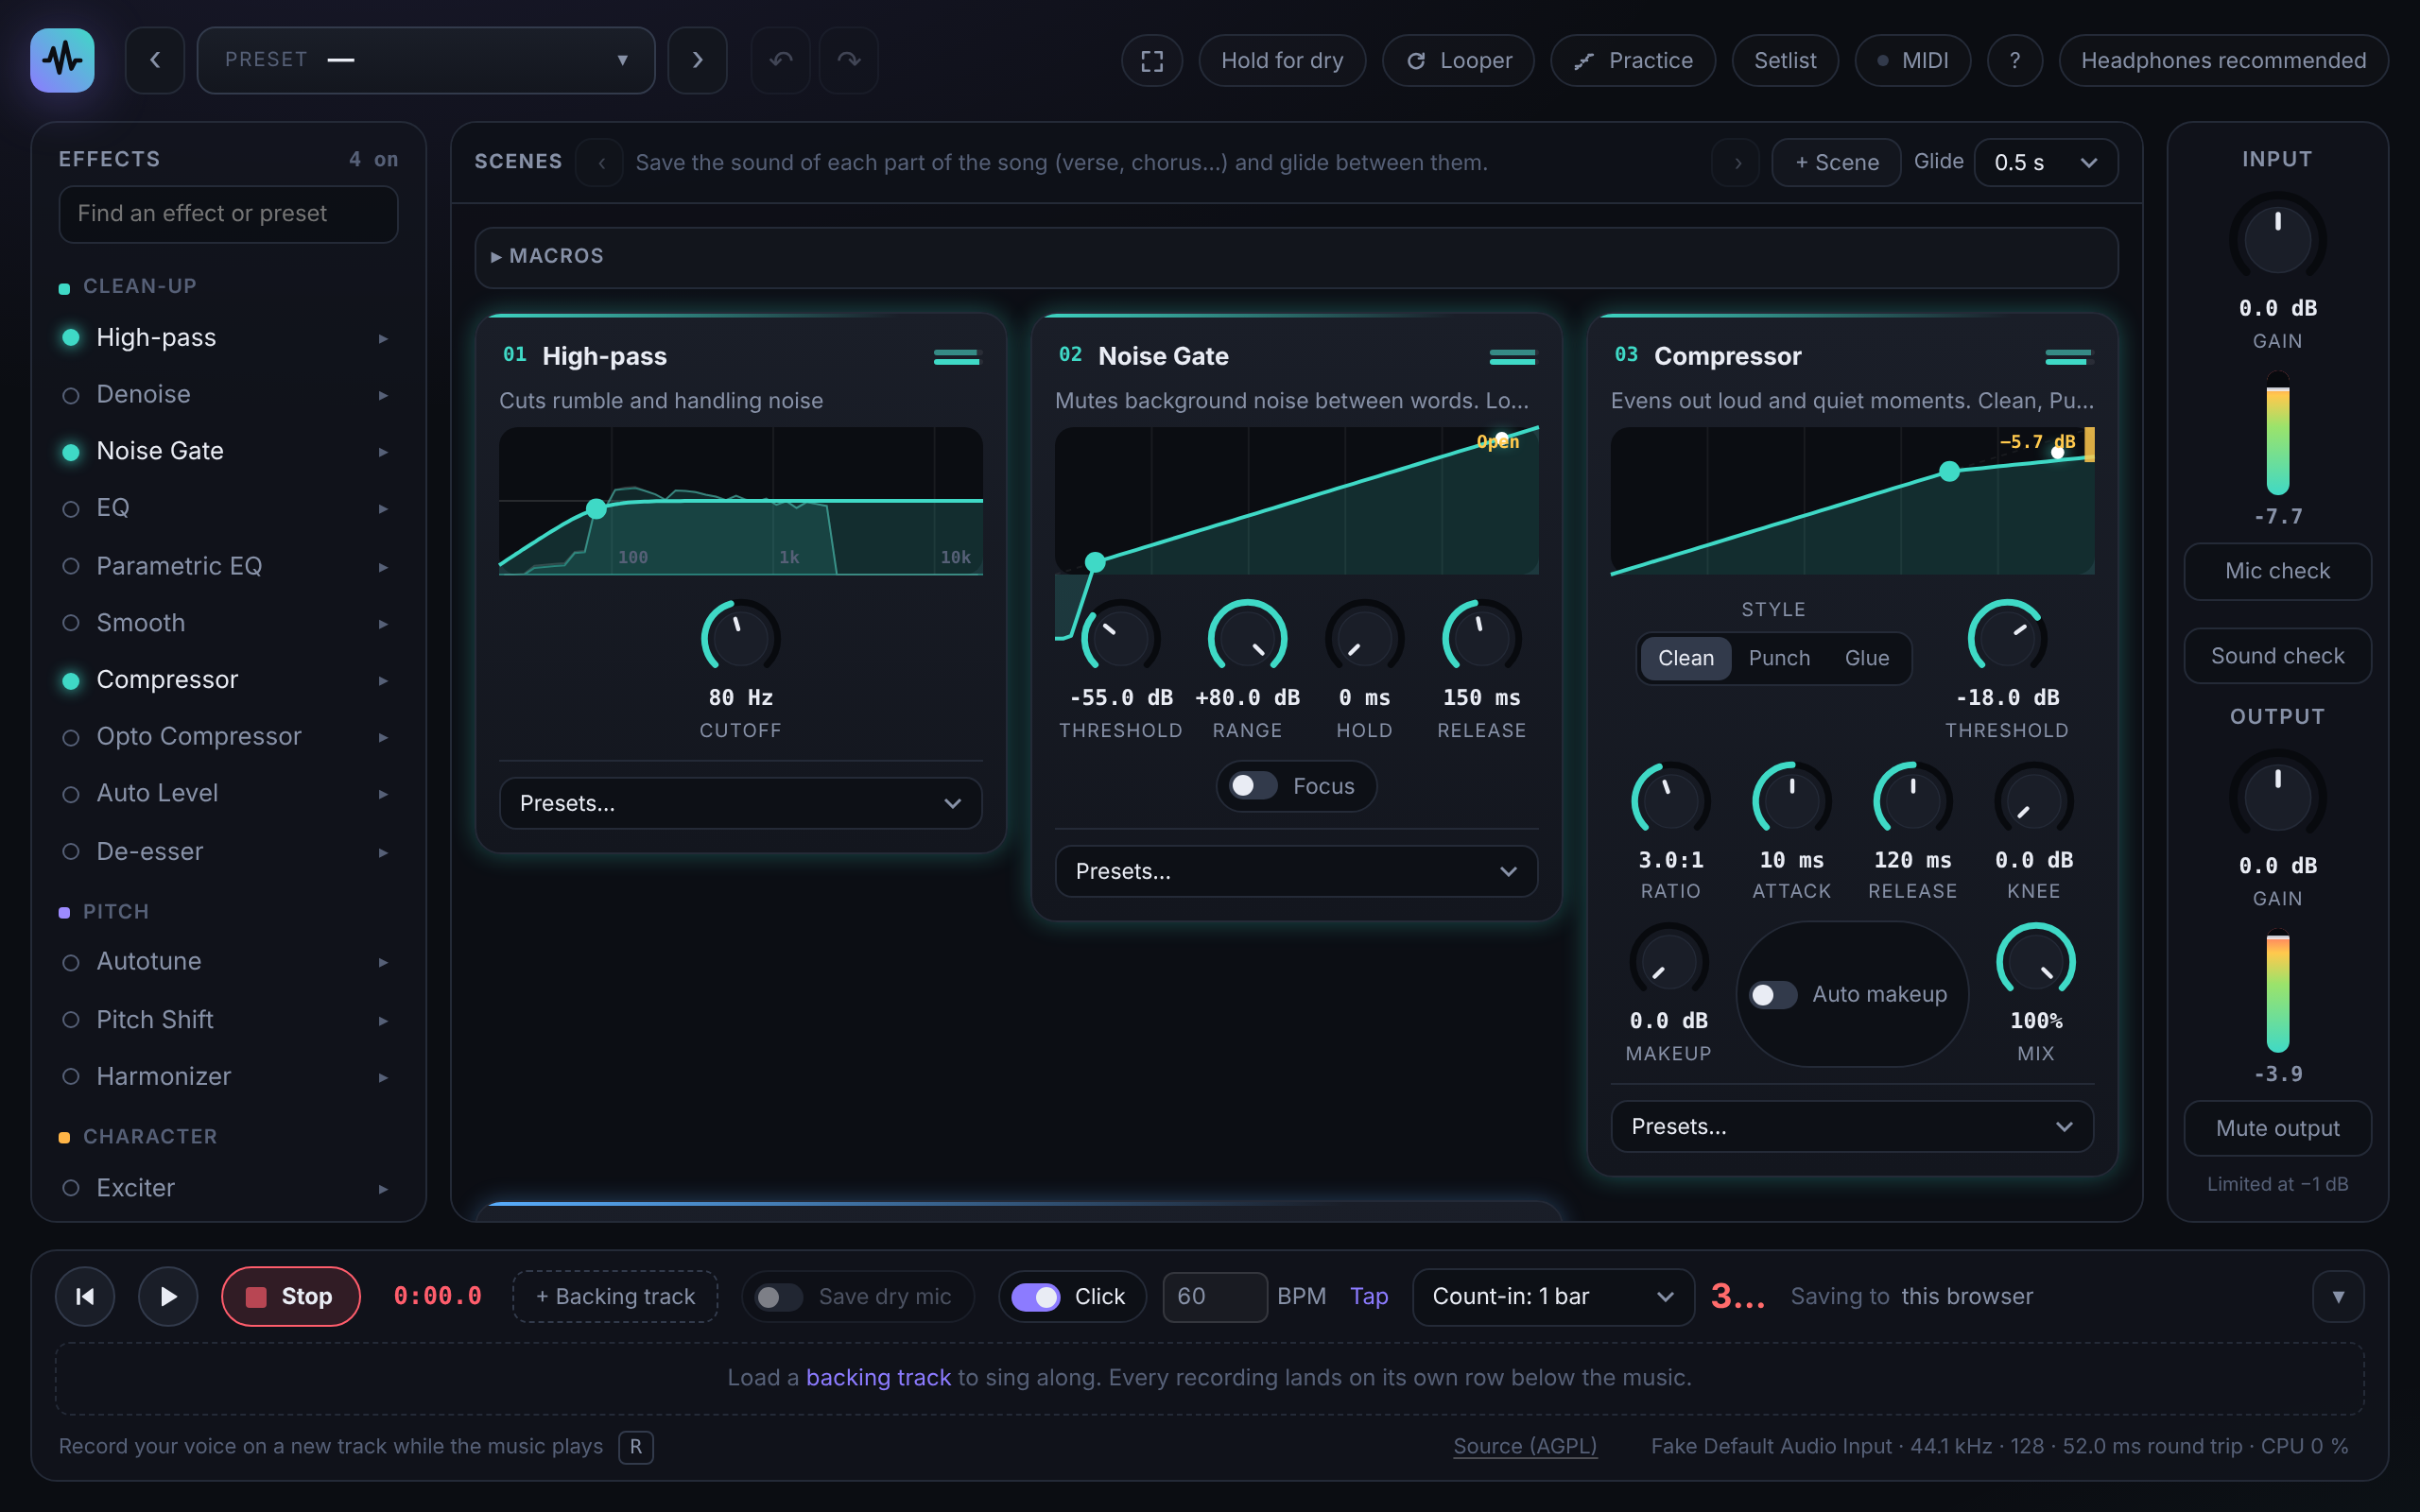 PRESET —
Hold for dry
Looper
Practice
Setlist
MIDI
?
Headphones recommended
EFFECTS 4 on
Find an effect or preset
CLEAN-UP
High-pass
Denoise
Noise Gate
EQ
Parametric EQ
Smooth
Compressor
Opto Compressor
Auto Level
De-esser
PITCH
Autotune
Pitch Shift
Harmonizer
CHARACTER
Exciter
SCENES Save the sound of each part of the song (verse, chorus...) and glide between them.
+ Scene Glide 0.5 s
MACROS
01 High-pass
Cuts rumble and handling noise
100 1k 10k
80 Hz
CUTOFF
Presets...
02 Noise Gate
Mutes background noise between words. Lo...
Open
-55.0 dB +80.0 dB 0 ms 150 ms
THRESHOLD RANGE HOLD RELEASE
Focus
Presets...
03 Compressor
Evens out loud and quiet moments. Clean, Pu...
−5.7 dB
STYLE
Clean Punch Glue
-18.0 dB
THRESHOLD
3.0:1 10 ms 120 ms 0.0 dB
RATIO ATTACK RELEASE KNEE
Auto makeup
0.0 dB 100%
MAKEUP MIX
Presets...
INPUT
0.0 dB
GAIN
-7.7
Mic check
Sound check
OUTPUT
0.0 dB
GAIN
-3.9
Mute output
Limited at −1 dB
Stop 0:00.0 + Backing track Save dry mic Click 60 BPM Tap Count-in: 1 bar 3... Saving to this browser
Load a backing track to sing along. Every recording lands on its own row below the music.
Record your voice on a new track while the music plays R
Source (AGPL) Fake Default Audio Input · 44.1 kHz · 128 · 52.0 ms round trip · CPU 0 %